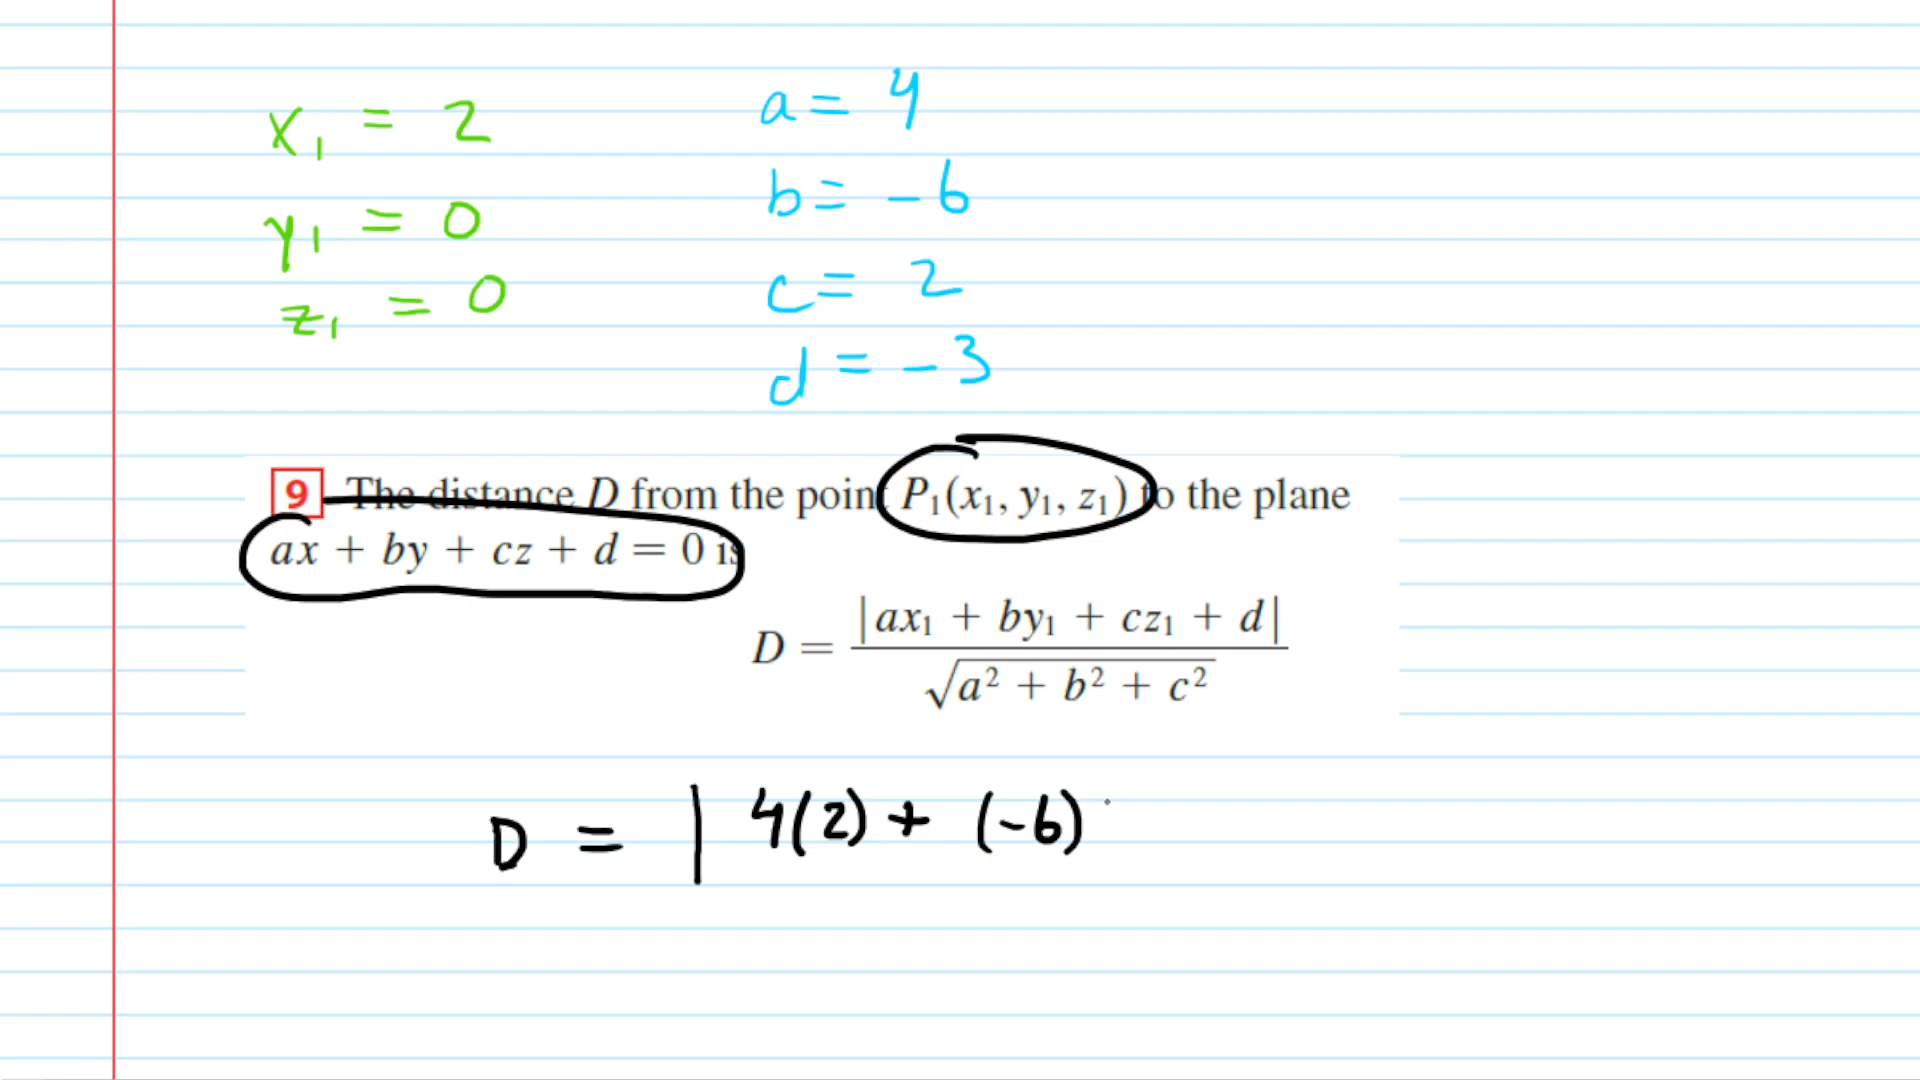 x₁ = 2
y₁ = 0
z₁ = 0
a = 4
b = -6
c = 2
d = -3
9 The distance D from the point P₁(x₁, y₁, z₁) to the plane
ax + by + cz + d = 0 is
D = |ax₁ + by₁ + cz₁ + d| / √(a² + b² + c²)
D = | 4(2) + (-6)